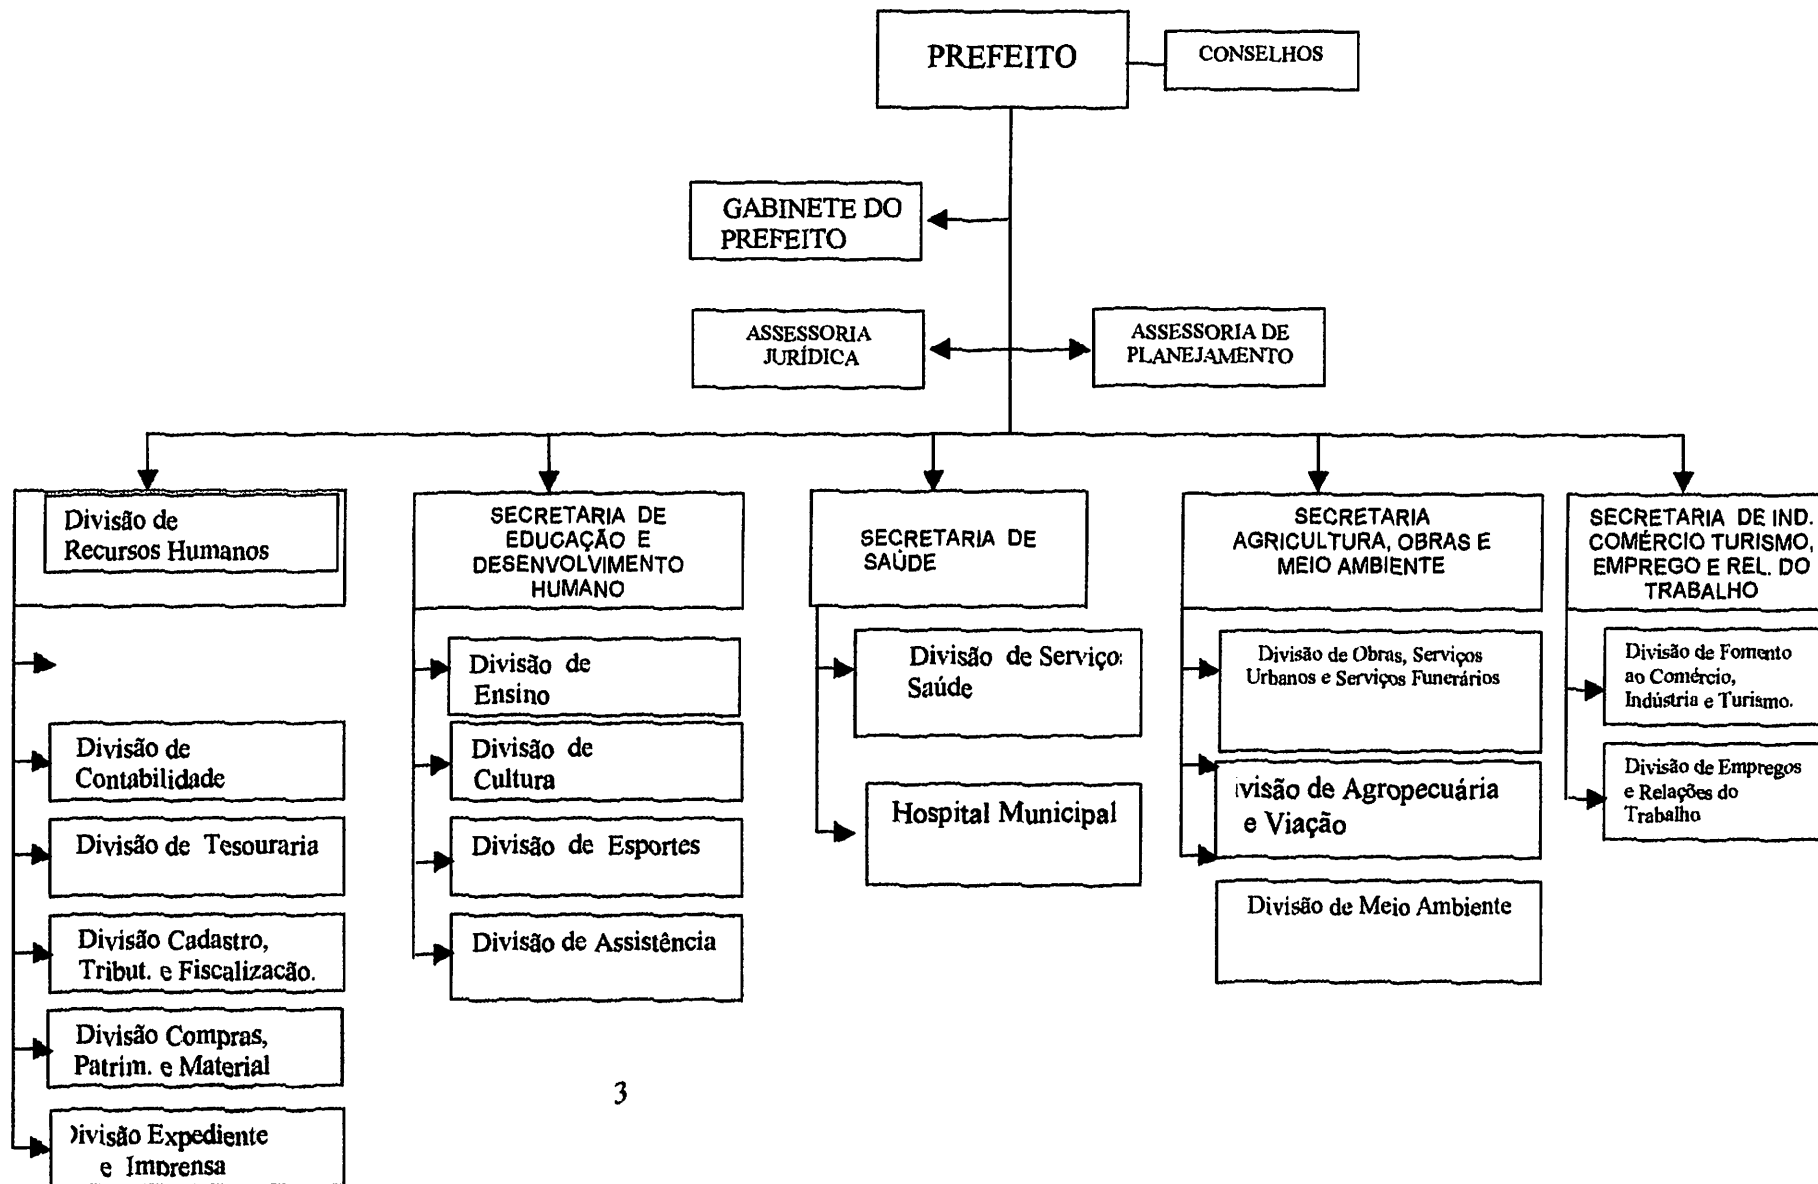 PREFEITO
CONSELHOS
GABINETE DO
PREFEITO
ASSESSORIA
JURÍDICA
ASSESSORIA DE
PLANEJAMENTO
Divisão de
Recursos Humanos
SECRETARIA DE
EDUCAÇÃO E
DESENVOLVIMENTO
HUMANO
SECRETARIA DE
SAÚDE
SECRETARIA
AGRICULTURA, OBRAS E
MEIO AMBIENTE
SECRETARIA DE IND.
COMÉRCIO TURISMO,
EMPREGO E REL. DO
TRABALHO
Divisão de
Contabilidade
Divisão de Tesouraria
Divisão Cadastro,
Tribut. e Fiscalização.
Divisão Compras,
Patrim. e Material
ivisão Expediente
e Imprensa
Divisão de
Ensino
Divisão de
Cultura
Divisão de Esportes
Divisão de Assistência
Divisão de Serviço
Saúde
Hospital Municipal
Divisão de Obras, Serviços
Urbanos e Serviços Funerários
ivisão de Agropecuária
e Viação
Divisão de Meio Ambiente
Divisão de Fomento
ao Comércio,
Indústria e Turismo.
Divisão de Empregos
e Relações do
Trabalho
3